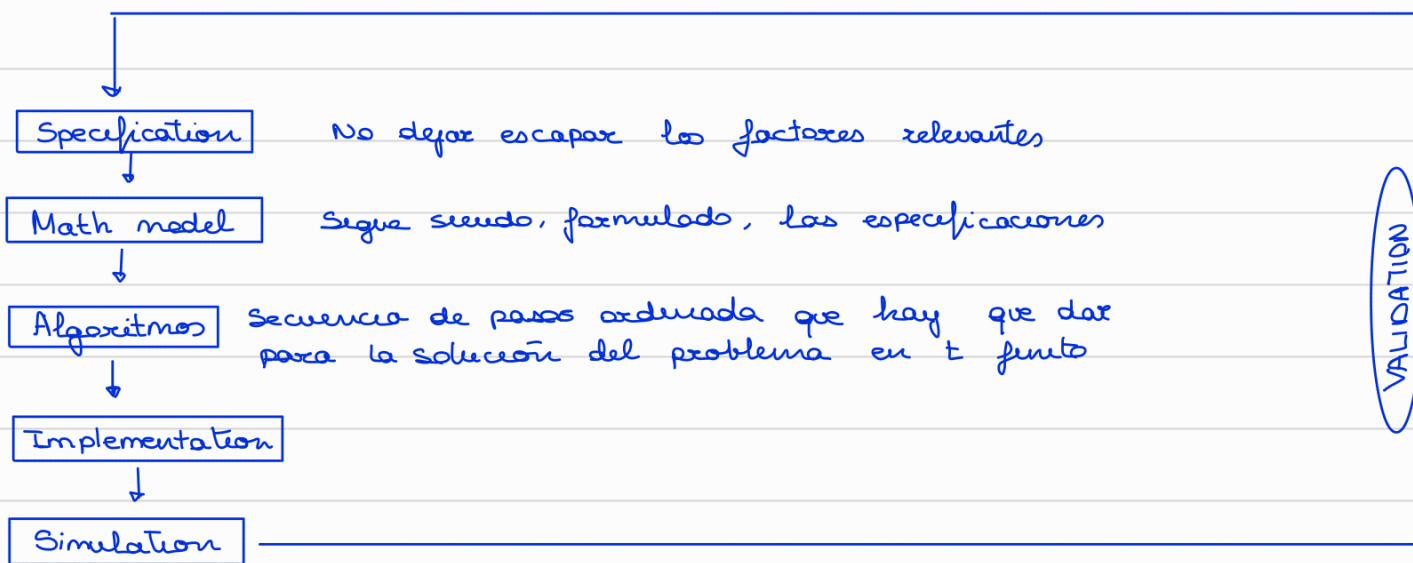 Specification No dejar escapar los factores relevantes
Math model Sigue siendo, formulado, las especificaciones
Algoritmos Secuencia de pasos ordenada que hay que dar
para la solución del problema en t finito
Implementation
Simulation
VALIDATION